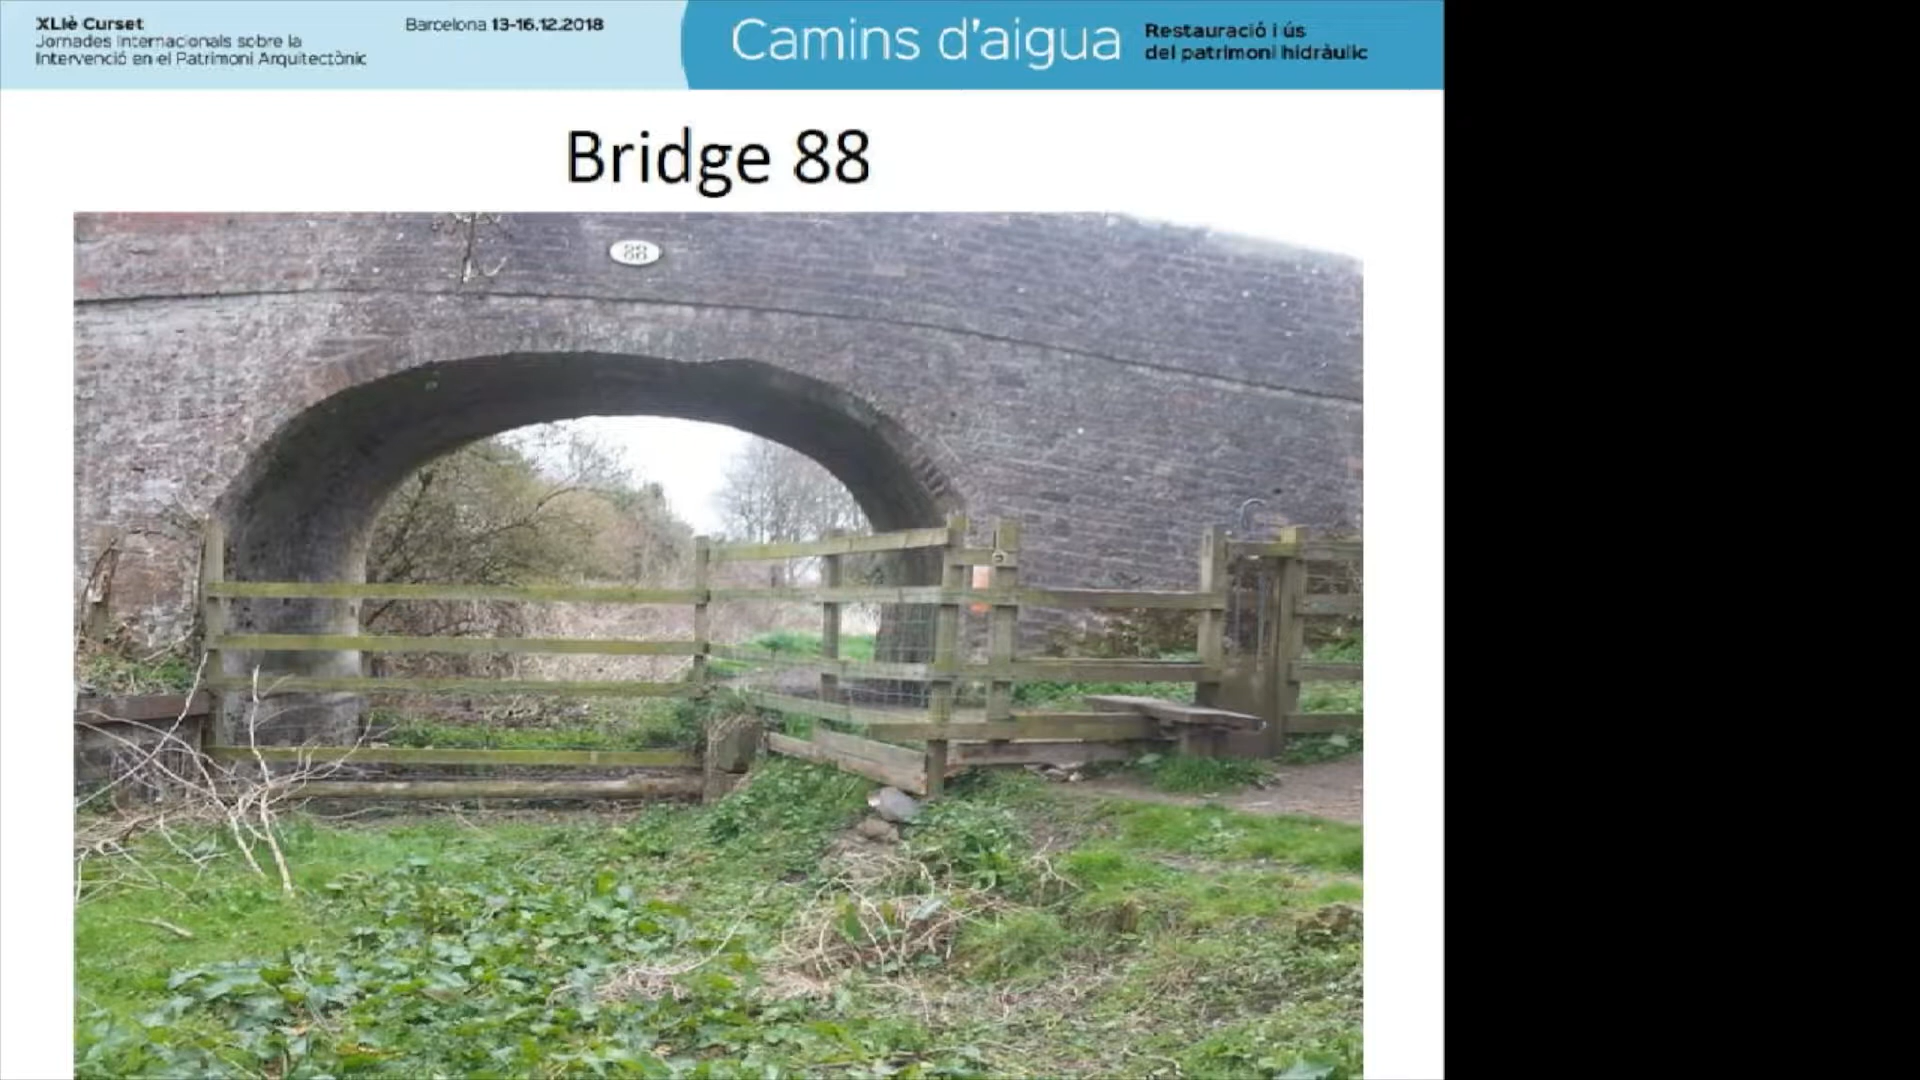 XLIè Curset
Jornades Internacionals sobre la
Intervenció en el Patrimoni Arquitectònic
Barcelona 13-16.12.2018
Camins d'aigua
Restauració i ús
del patrimoni hidràulic
Bridge 88
88